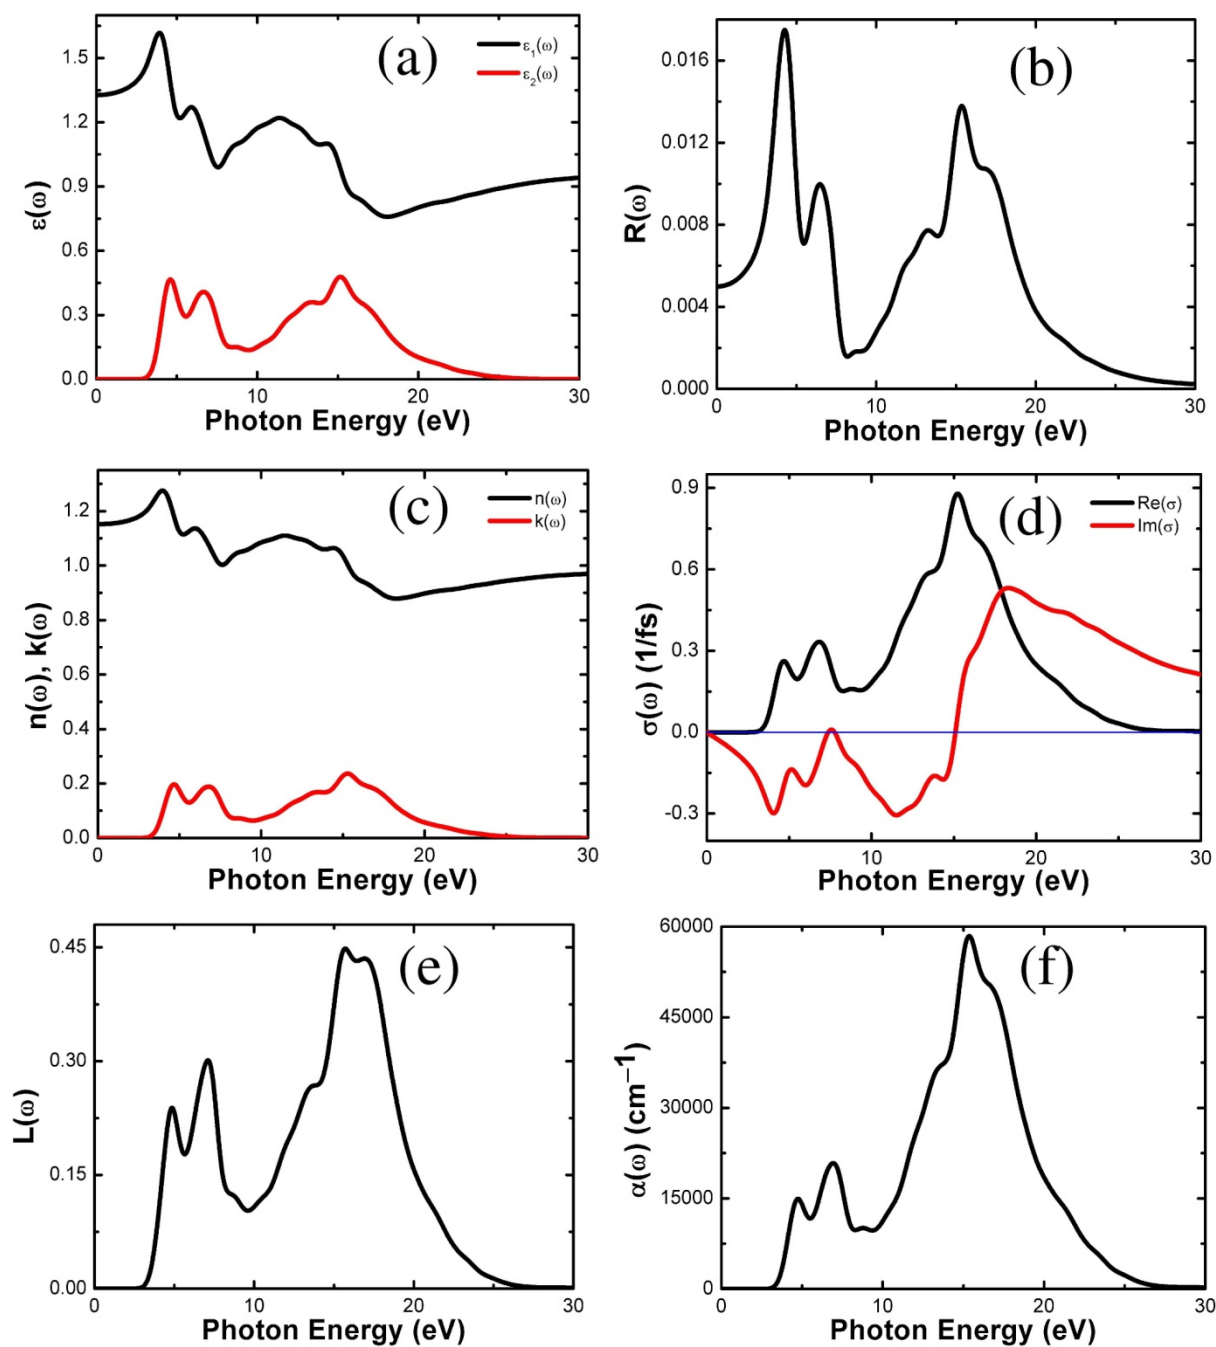 (a)
ε₁(ω)
ε₂(ω)
ε(ω)
1.5
1.2
0.9
0.6
0.3
0.0
0 10 20 30
Photon Energy (eV)
(b)
R(ω)
0.016
0.012
0.008
0.004
0.000
0 10 20 30
Photon Energy (eV)
(c)
n(ω)
k(ω)
n(ω), k(ω)
1.2
1.0
0.8
0.6
0.4
0.2
0.0
0 10 20 30
Photon Energy (eV)
(d)
Re(σ)
Im(σ)
σ(ω) (1/fs)
0.9
0.6
0.3
0.0
-0.3
0 10 20 30
Photon Energy (eV)
(e)
L(ω)
0.45
0.30
0.15
0.00
0 10 20 30
Photon Energy (eV)
(f)
α(ω) (cm−1)
60000
45000
30000
15000
0
0 10 20 30
Photon Energy (eV)